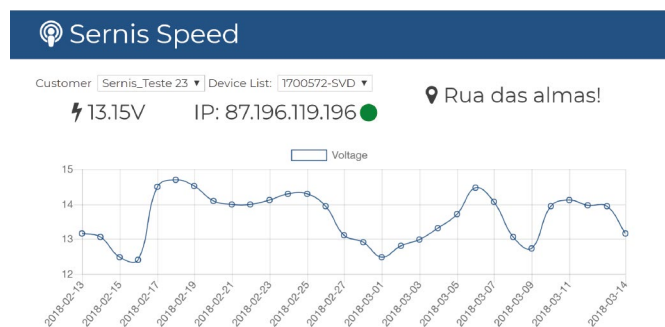 Sernis Speed
Customer Sernis_Teste 23 Device List: 1700572-SVD
13.15V IP: 87.196.119.196 Rua das almas!
Voltage
15
14
13
12
2018-02-13 2018-02-15 2018-02-17 2018-02-19 2018-02-21 2018-02-23 2018-02-25 2018-02-27 2018-03-01 2018-03-03 2018-03-05 2018-03-07 2018-03-09 2018-03-11 2018-03-14